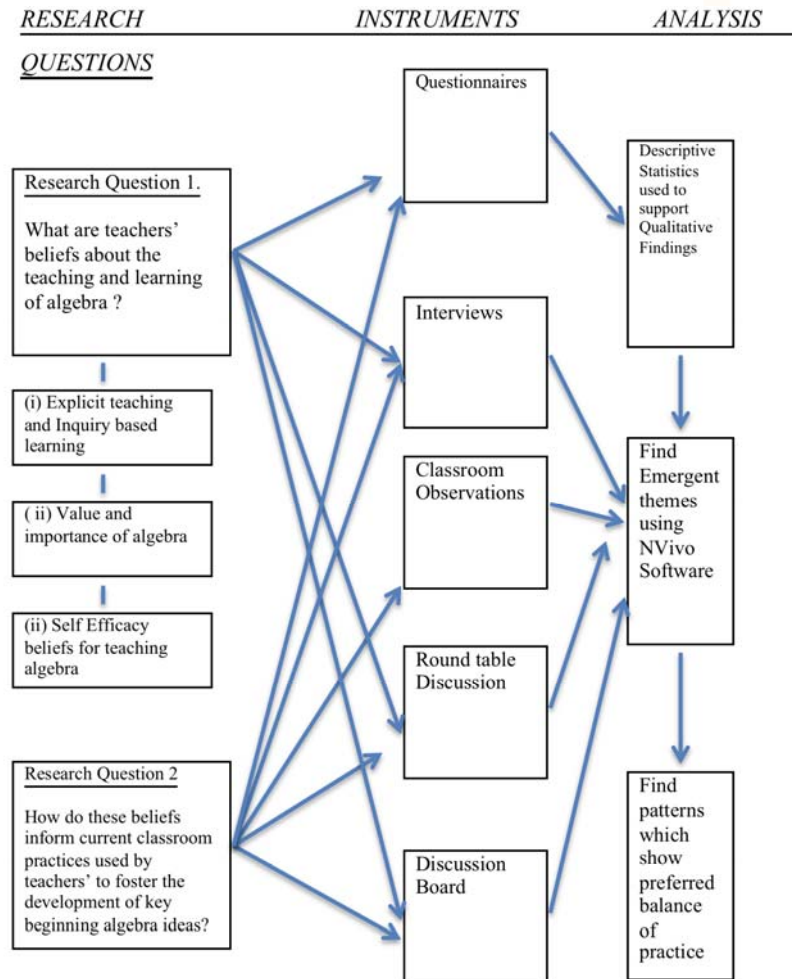 RESEARCH INSTRUMENTS ANALYSIS
QUESTIONS
Research Question 1.
What are teachers’
beliefs about the
teaching and learning
of algebra ?
(i) Explicit teaching
and Inquiry based
learning
( ii) Value and
importance of algebra
(ii) Self Efficacy
beliefs for teaching
algebra
Research Question 2
How do these beliefs
inform current classroom
practices used by
teachers’ to foster the
development of key
beginning algebra ideas?
Questionnaires
Interviews
Classroom
Observations
Round table
Discussion
Discussion
Board
Descriptive
Statistics
used to
support
Qualitative
Findings
Find
Emergent
themes
using
NVivo
Software
Find
patterns
which
show
preferred
balance
of
practice